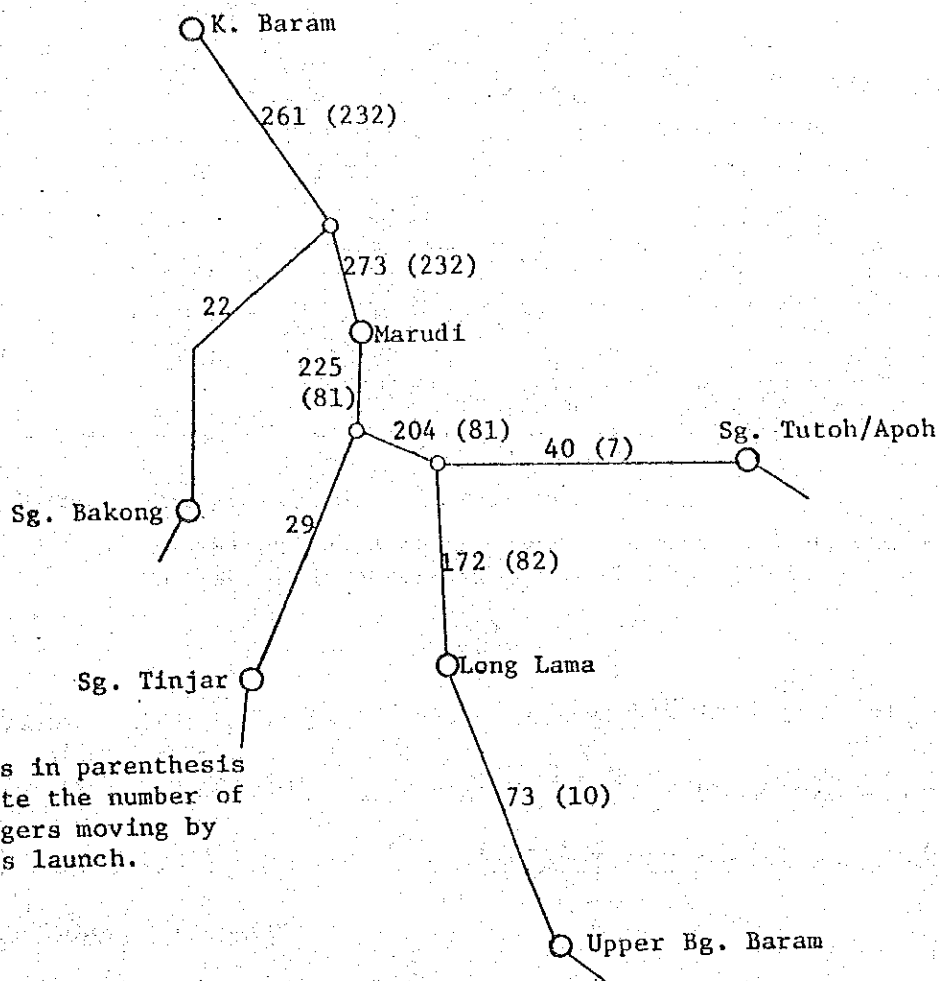 K. Baram
261 (232)
273 (232)
22
Marudi
225
(81)
204 (81)
40 (7)
Sg. Tutoh/Apoh
Sg. Bakong
29
172 (82)
Long Lama
Sg. Tinjar
s in parenthesis
te the number of
gers moving by
s launch.
73 (10)
Upper Bg. Baram